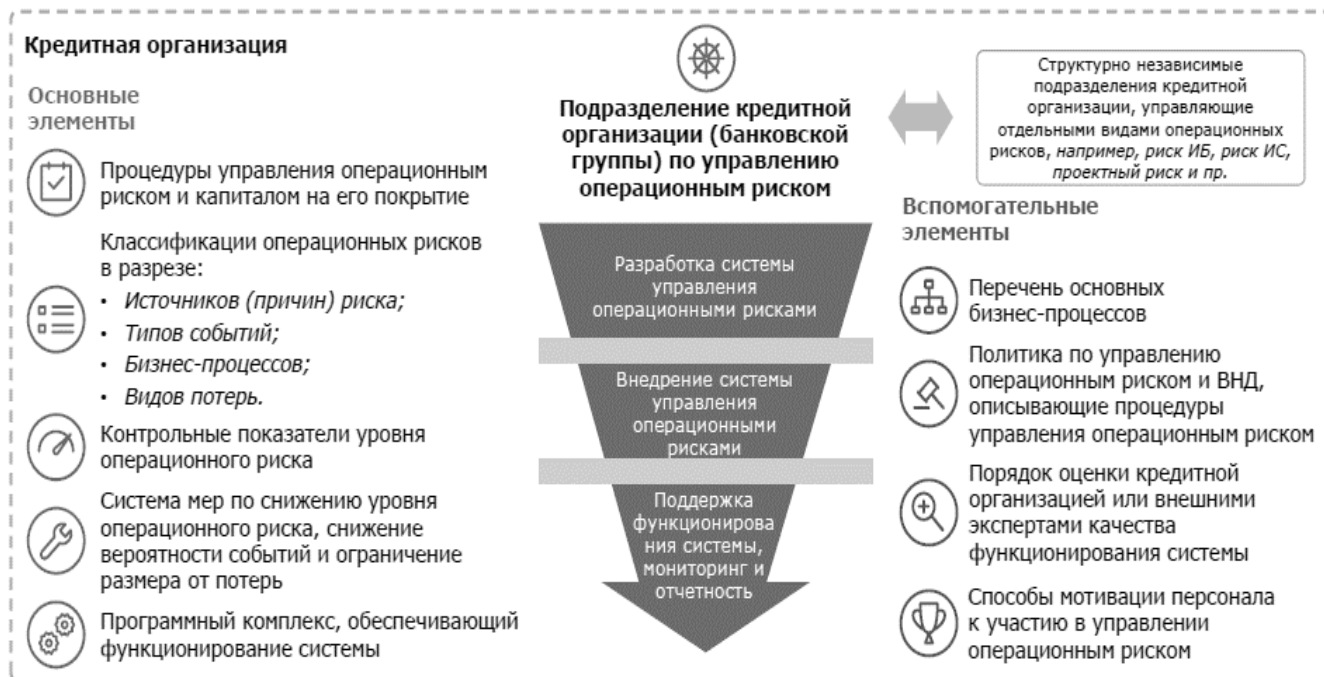 Кредитная организация
Основные
элементы
Процедуры управления операционным
риском и капиталом на его покрытие
Классификации операционных рисков
в разрезе:
• Источников (причин) риска;
• Типов событий;
• Бизнес-процессов;
• Видов потерь.
Контрольные показатели уровня
операционного риска
Система мер по снижению уровня
операционного риска, снижение
вероятности событий и ограничение
размера от потерь
Программный комплекс, обеспечивающий
функционирование системы
Подразделение кредитной
организации (банковской
группы) по управлению
операционным риском
Разработка системы
управления
операционными рисками
Внедрение системы
управления
операционными
рисками
Поддержка
функционирова
ния системы,
мониторинг и
отчетность
Структурно независимые
подразделения кредитной
организации, управляющие
отдельными видами операционных
рисков, например, риск ИБ, риск ИС,
проектный риск и пр.
Вспомогательные
элементы
Перечень основных
бизнес-процессов
Политика по управлению
операционным риском и ВНД,
описывающие процедуры
управления операционным риском
Порядок оценки кредитной
организацией или внешними
экспертами качества
функционирования системы
Способы мотивации персонала
к участию в управлении
операционным риском